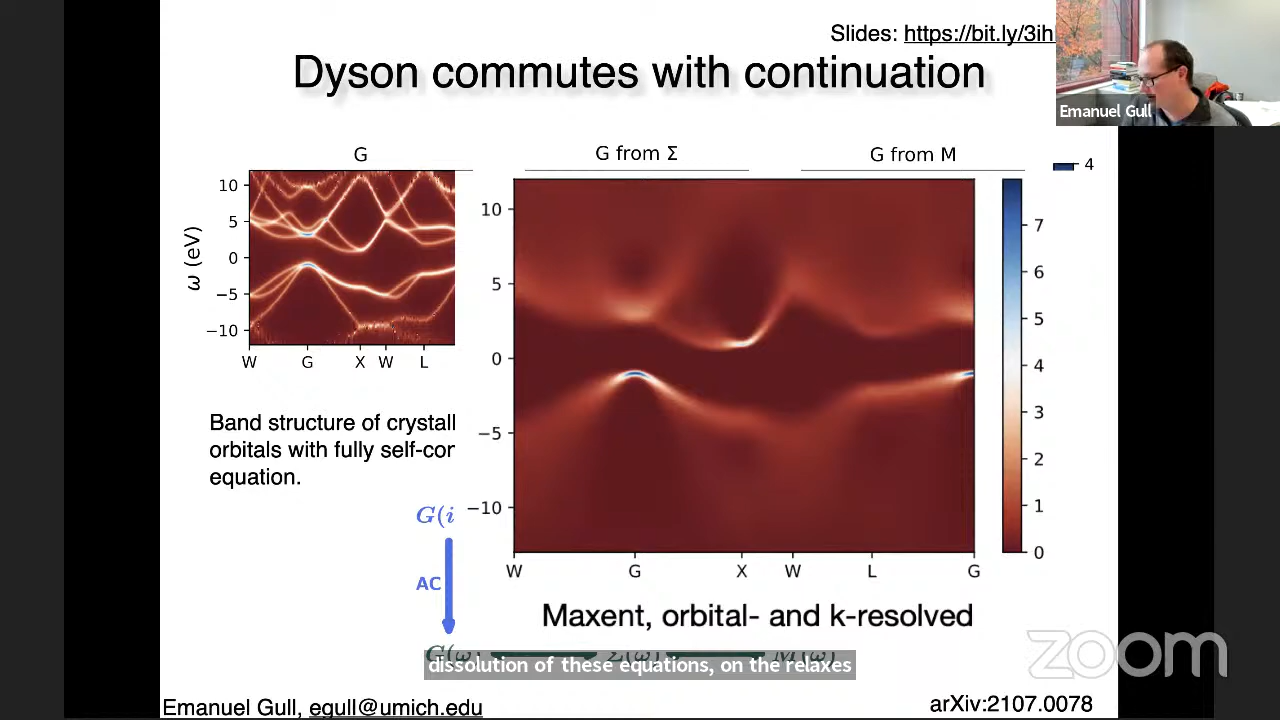 Slides: https://bit.ly/3ih
Dyson commutes with continuation
Emanuel Gull
G
G from Σ
G from M
4
10
5
0
−5
−10
ω (eV)
W G X W L
10
5
0
−5
−10
W G X W L G
7
6
5
4
3
2
1
0
Band structure of crystall
orbitals with fully self-cor
equation.
G(i
AC
Maxent, orbital- and k-resolved
G(ω Σ(ω) M(ω)
dissolution of these equations, on the relaxes
zoom
Emanuel Gull, egull@umich.edu
arXiv:2107.0078